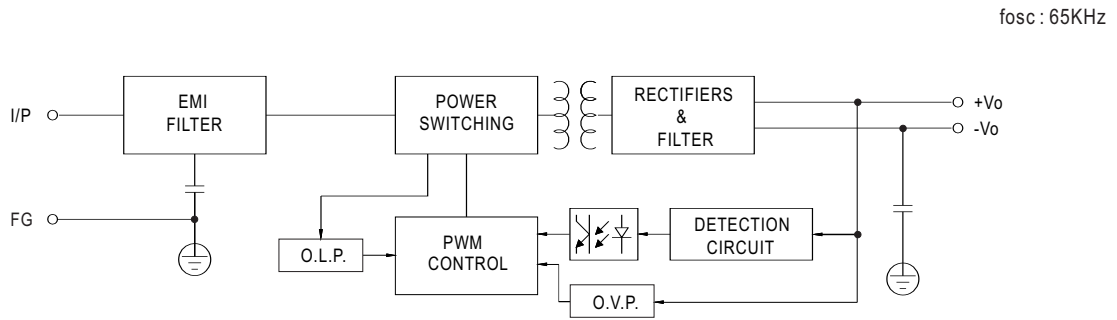 fosc : 65KHz
I/P
EMI
FILTER
POWER
SWITCHING
RECTIFIERS
&
FILTER
+Vo
-Vo
FG
O.L.P.
PWM
CONTROL
DETECTION
CIRCUIT
O.V.P.